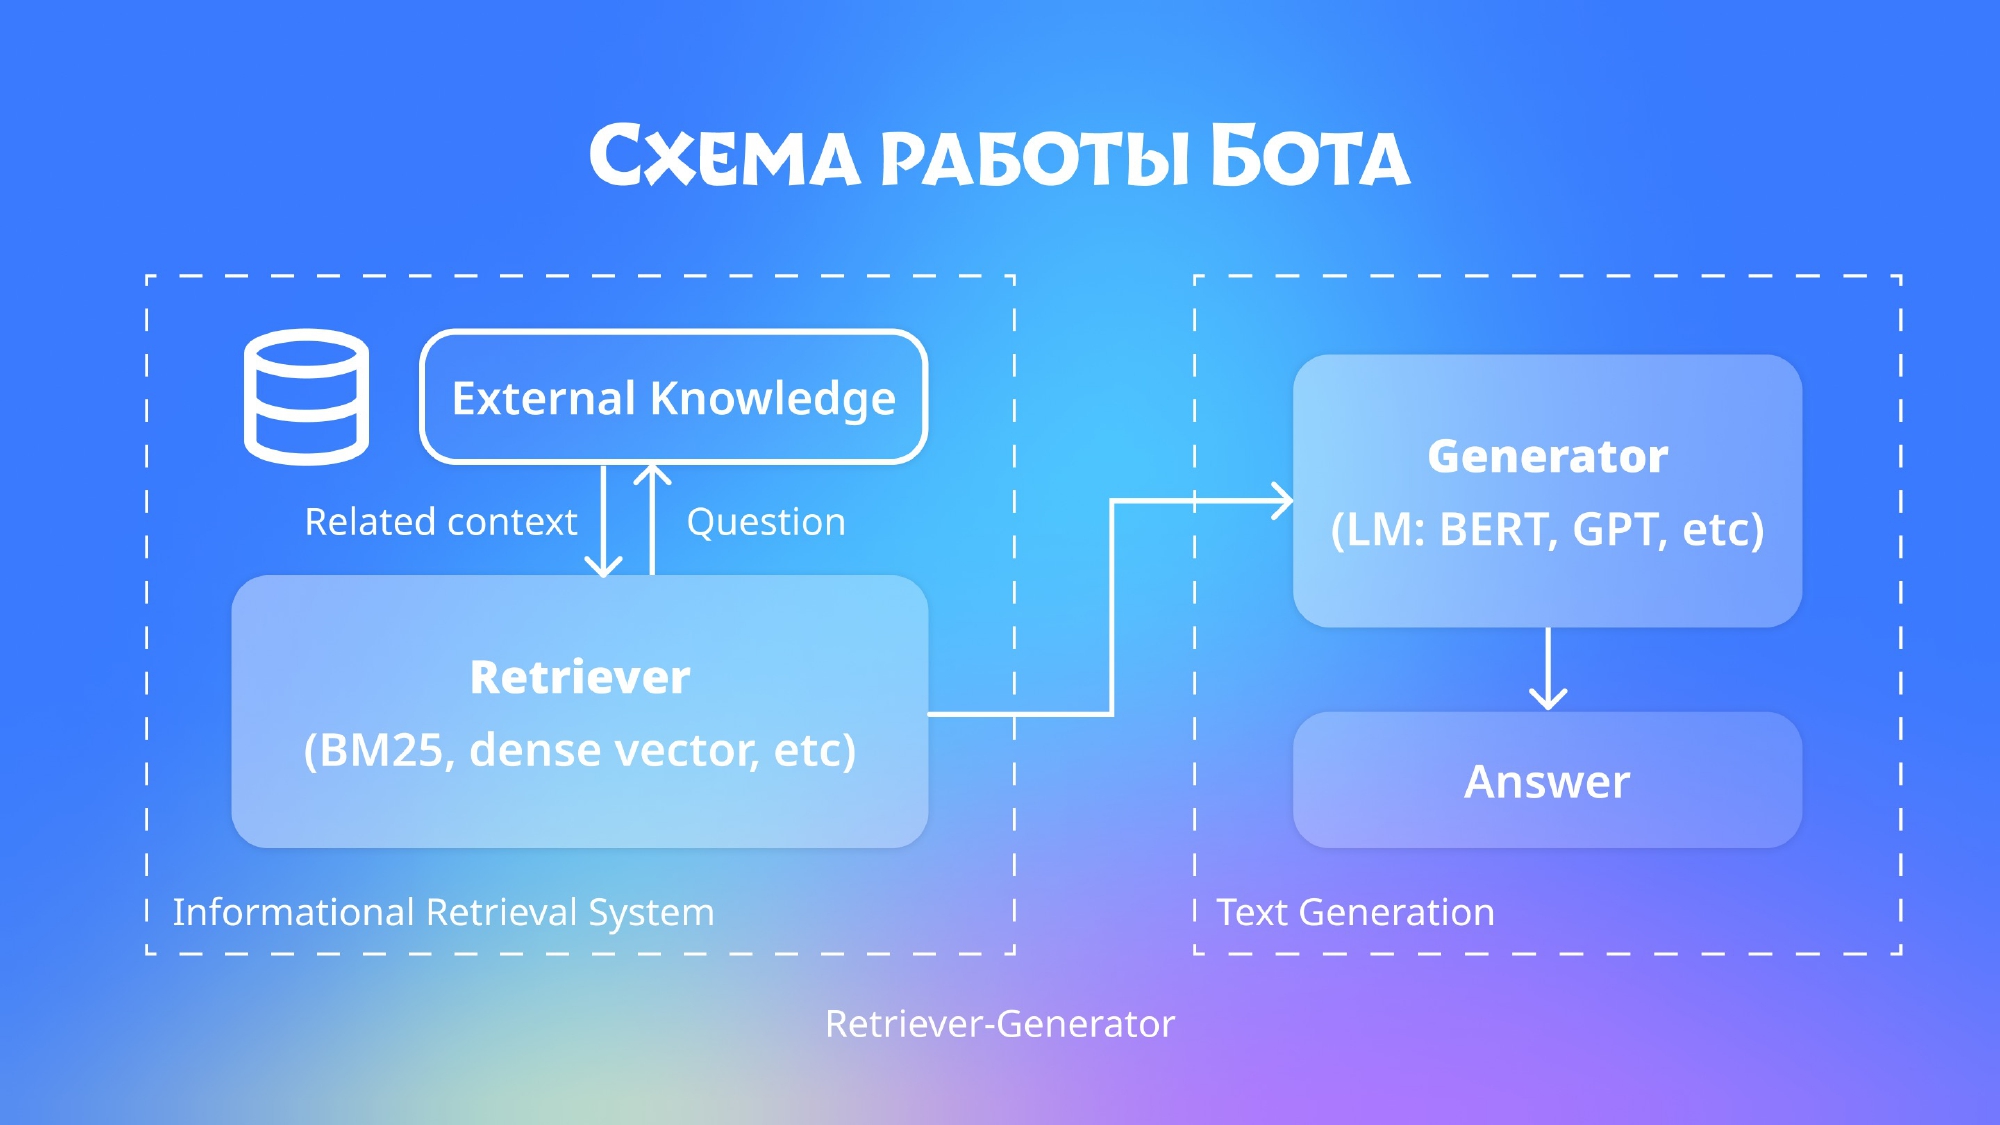 Схема работы Бота
External Knowledge
Related context
Question
Retriever
(BM25, dense vector, etc)
Informational Retrieval System
Generator
(LM: BERT, GPT, etc)
Answer
Text Generation
Retriever-Generator